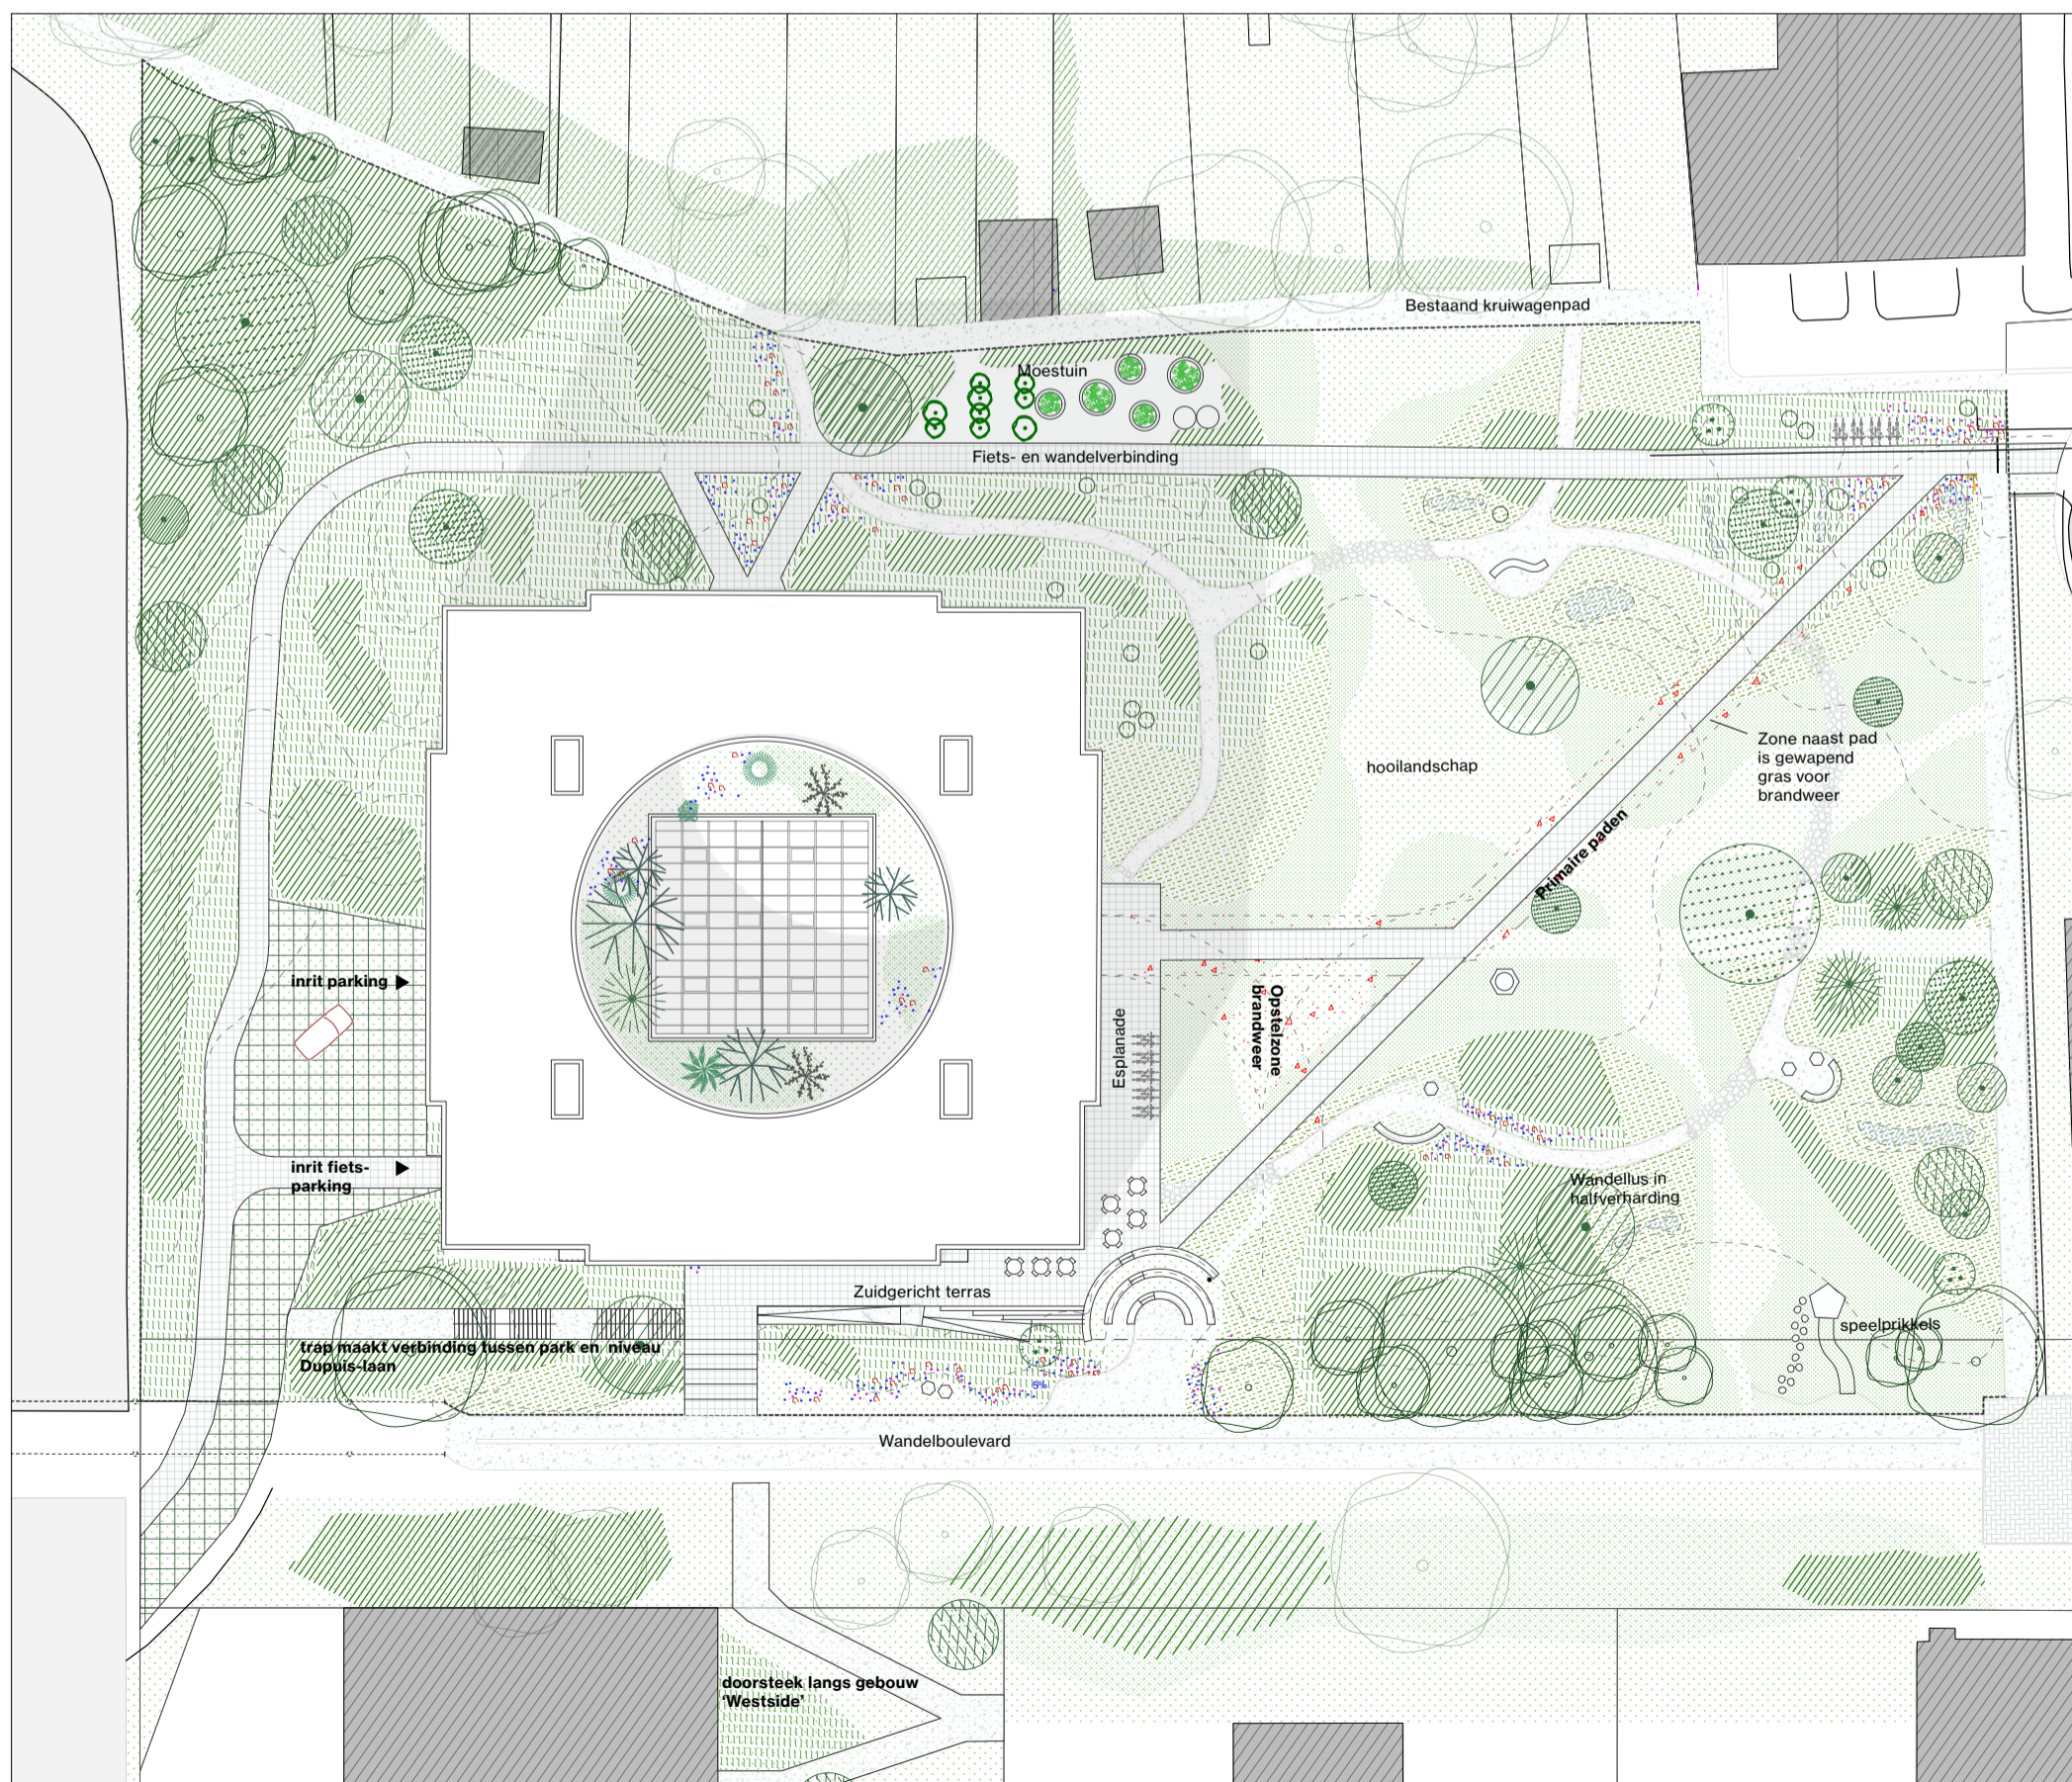 Bestaand kruiwagenpad
Moestuin
Fiets- en wandelverbinding
Zone naast pad
is gewapend
gras voor
brandweer
hooilandschap
Primaire paden
inrit parking
Opstelzone
brandweer
Esplanade
inrit fiets-
parking
Wandellus in
halfverharding
Zuidgericht terras
speelprikkels
trap maakt verbinding tussen park en niveau
Dupuis-laan
5%
Wandelboulevard
doorsteek langs gebouw
‘Westside’